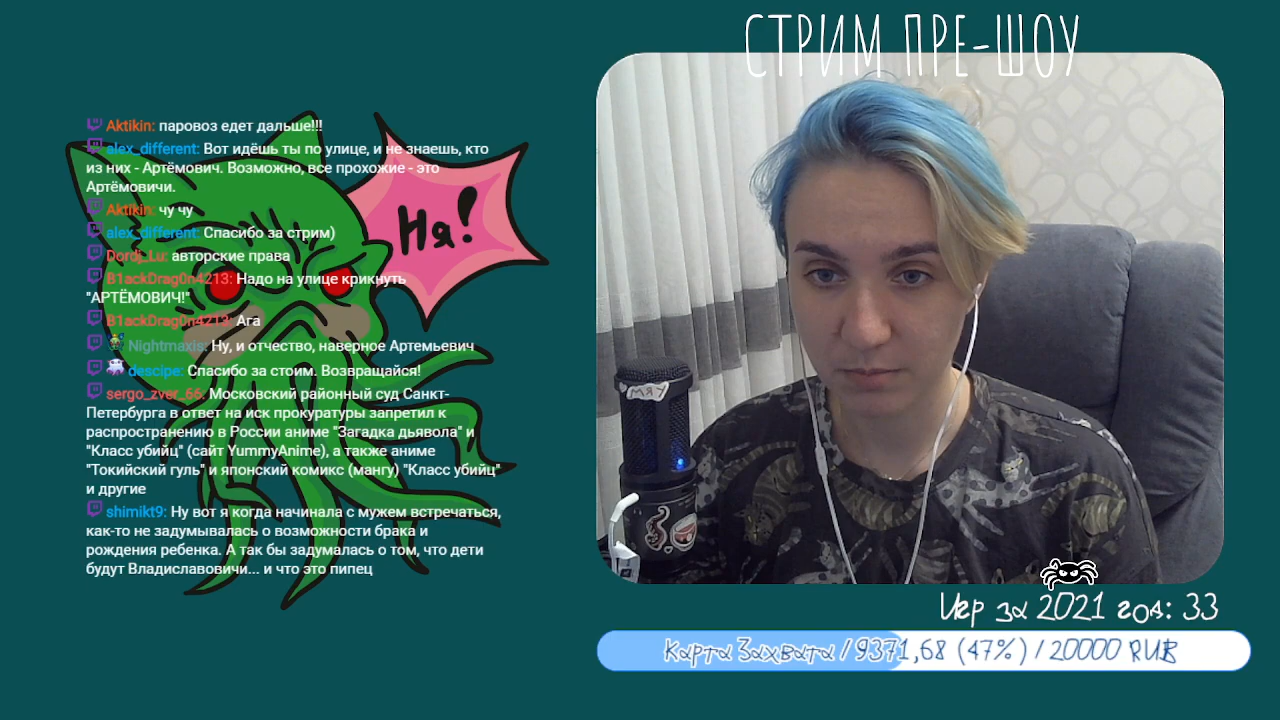 СТРИМ ПРЕ-ШОУ
Aktikin: паровоз едет дальше!!!
alex_different: Вот идёшь ты по улице, и не знаешь, кто
из них - Артёмович. Возможно, все прохожие - это
Артёмовичи.
Aktikin: чу чу
alex_different: Спасибо за стрим)
Dordj_Lu: авторские права
B1ackDrag0n4213: Надо на улице крикнуть
"АРТЁМОВИЧ!"
B1ackDrag0n4213: Ага
Nightmaxis: Ну, и отчество, наверное Артемьевич
descipe: Спасибо за стоим. Возвращайся!
sergo_zver_66: Московский районный суд Санкт-
Петербурга в ответ на иск прокуратуры запретил к
распространению в России аниме "Загадка дьявола" и
"Класс убийц" (сайт YummyAnime), а также аниме
"Токийский гуль" и японский комикс (мангу) "Класс убийц"
и другие
shimikt9: Ну вот я когда начинала с мужем встречаться,
как-то не задумывалась о возможности брака и
рождения ребенка. А так бы задумалась о том, что дети
будут Владиславовичи... и что это пипец
Ня!
МЯУ
Игр за 2021 год: 33
Карта Захвата / 9371,68 (47%) / 20000 RUB